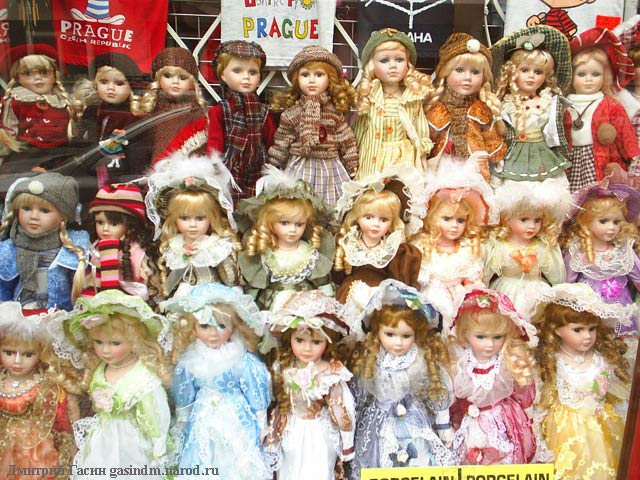 PRAGUE
CZECH REPUBLIC
PRAGUE
Дмитрий Гасин gasindm.narod.ru
PORCELAIN
PORCELAIN